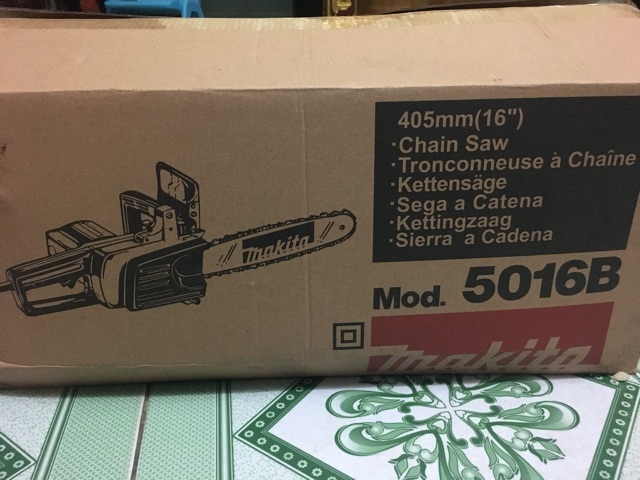 405mm(16")
·Chain Saw
·Tronconneuse à Chaîne
·Kettensäge
·Sega a Catena
·Kettingzaag
·Sierra a Cadena
makita
Mod. 5016B
makita